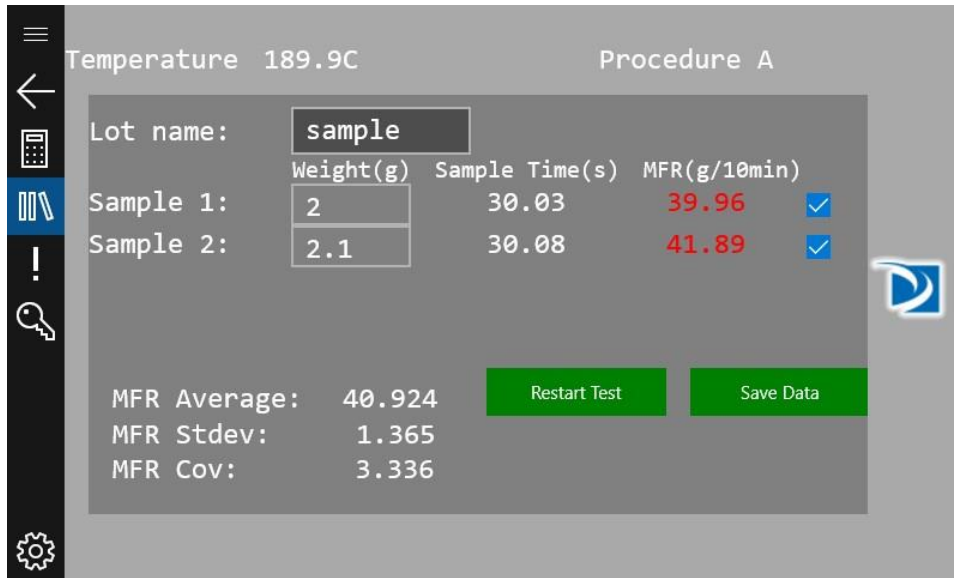 Temperature 189.9C Procedure A
Lot name: sample
Weight(g) Sample Time(s) MFR(g/10min)
Sample 1: 2 30.03 39.96
Sample 2: 2.1 30.08 41.89
Restart Test Save Data
MFR Average: 40.924
MFR Stdev: 1.365
MFR Cov: 3.336